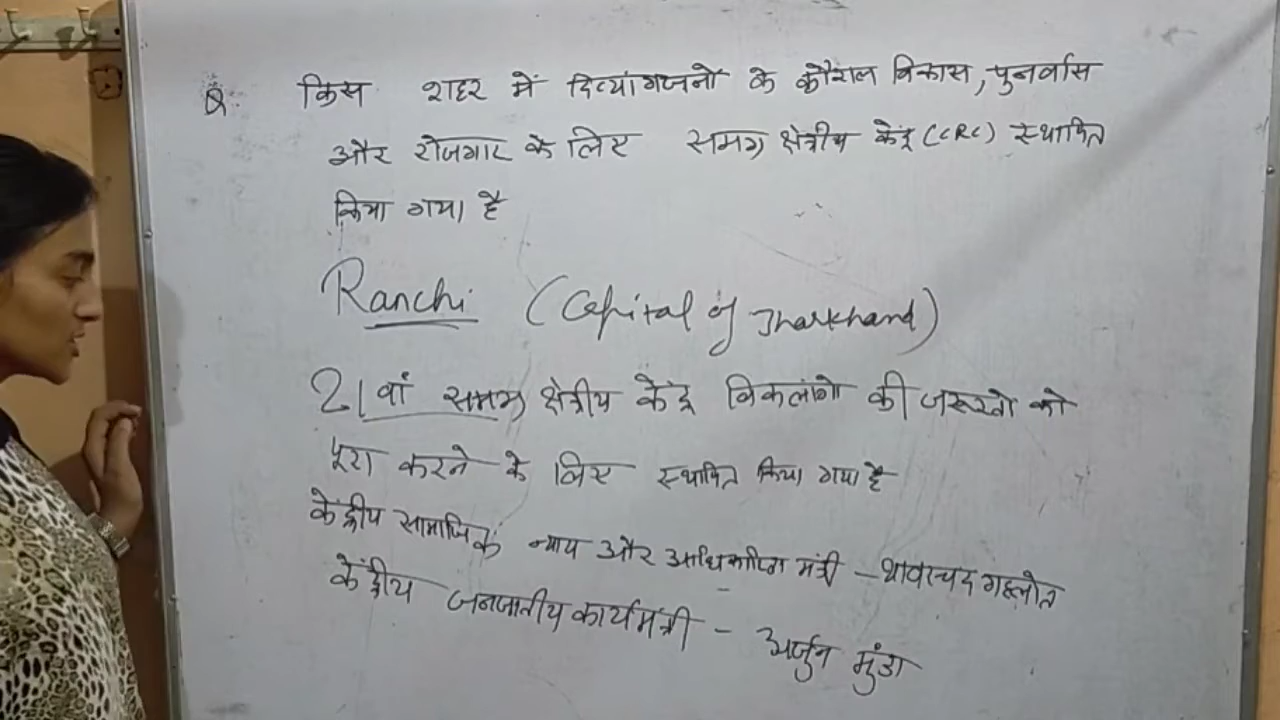 Q. किस शहर में दिव्यांगजनो के कौशल विकास, पुनर्वास
और रोजगार के लिए समग्र क्षेत्रीय केंद्र (CRC) स्थापित
किया गया है
Ranchi (Capital of Jharkhand)
21वां समग्र क्षेत्रीय केंद्र विकलांगो की जरूरतो को
पूरा करने के लिए स्थापित किया गया है
केंद्रीय सामाजिक न्याय और अधिकारिता मंत्री - थावरचंद गहलोत
केंद्रीय जनजातीय कार्यमंत्री - अर्जुन मुंडा